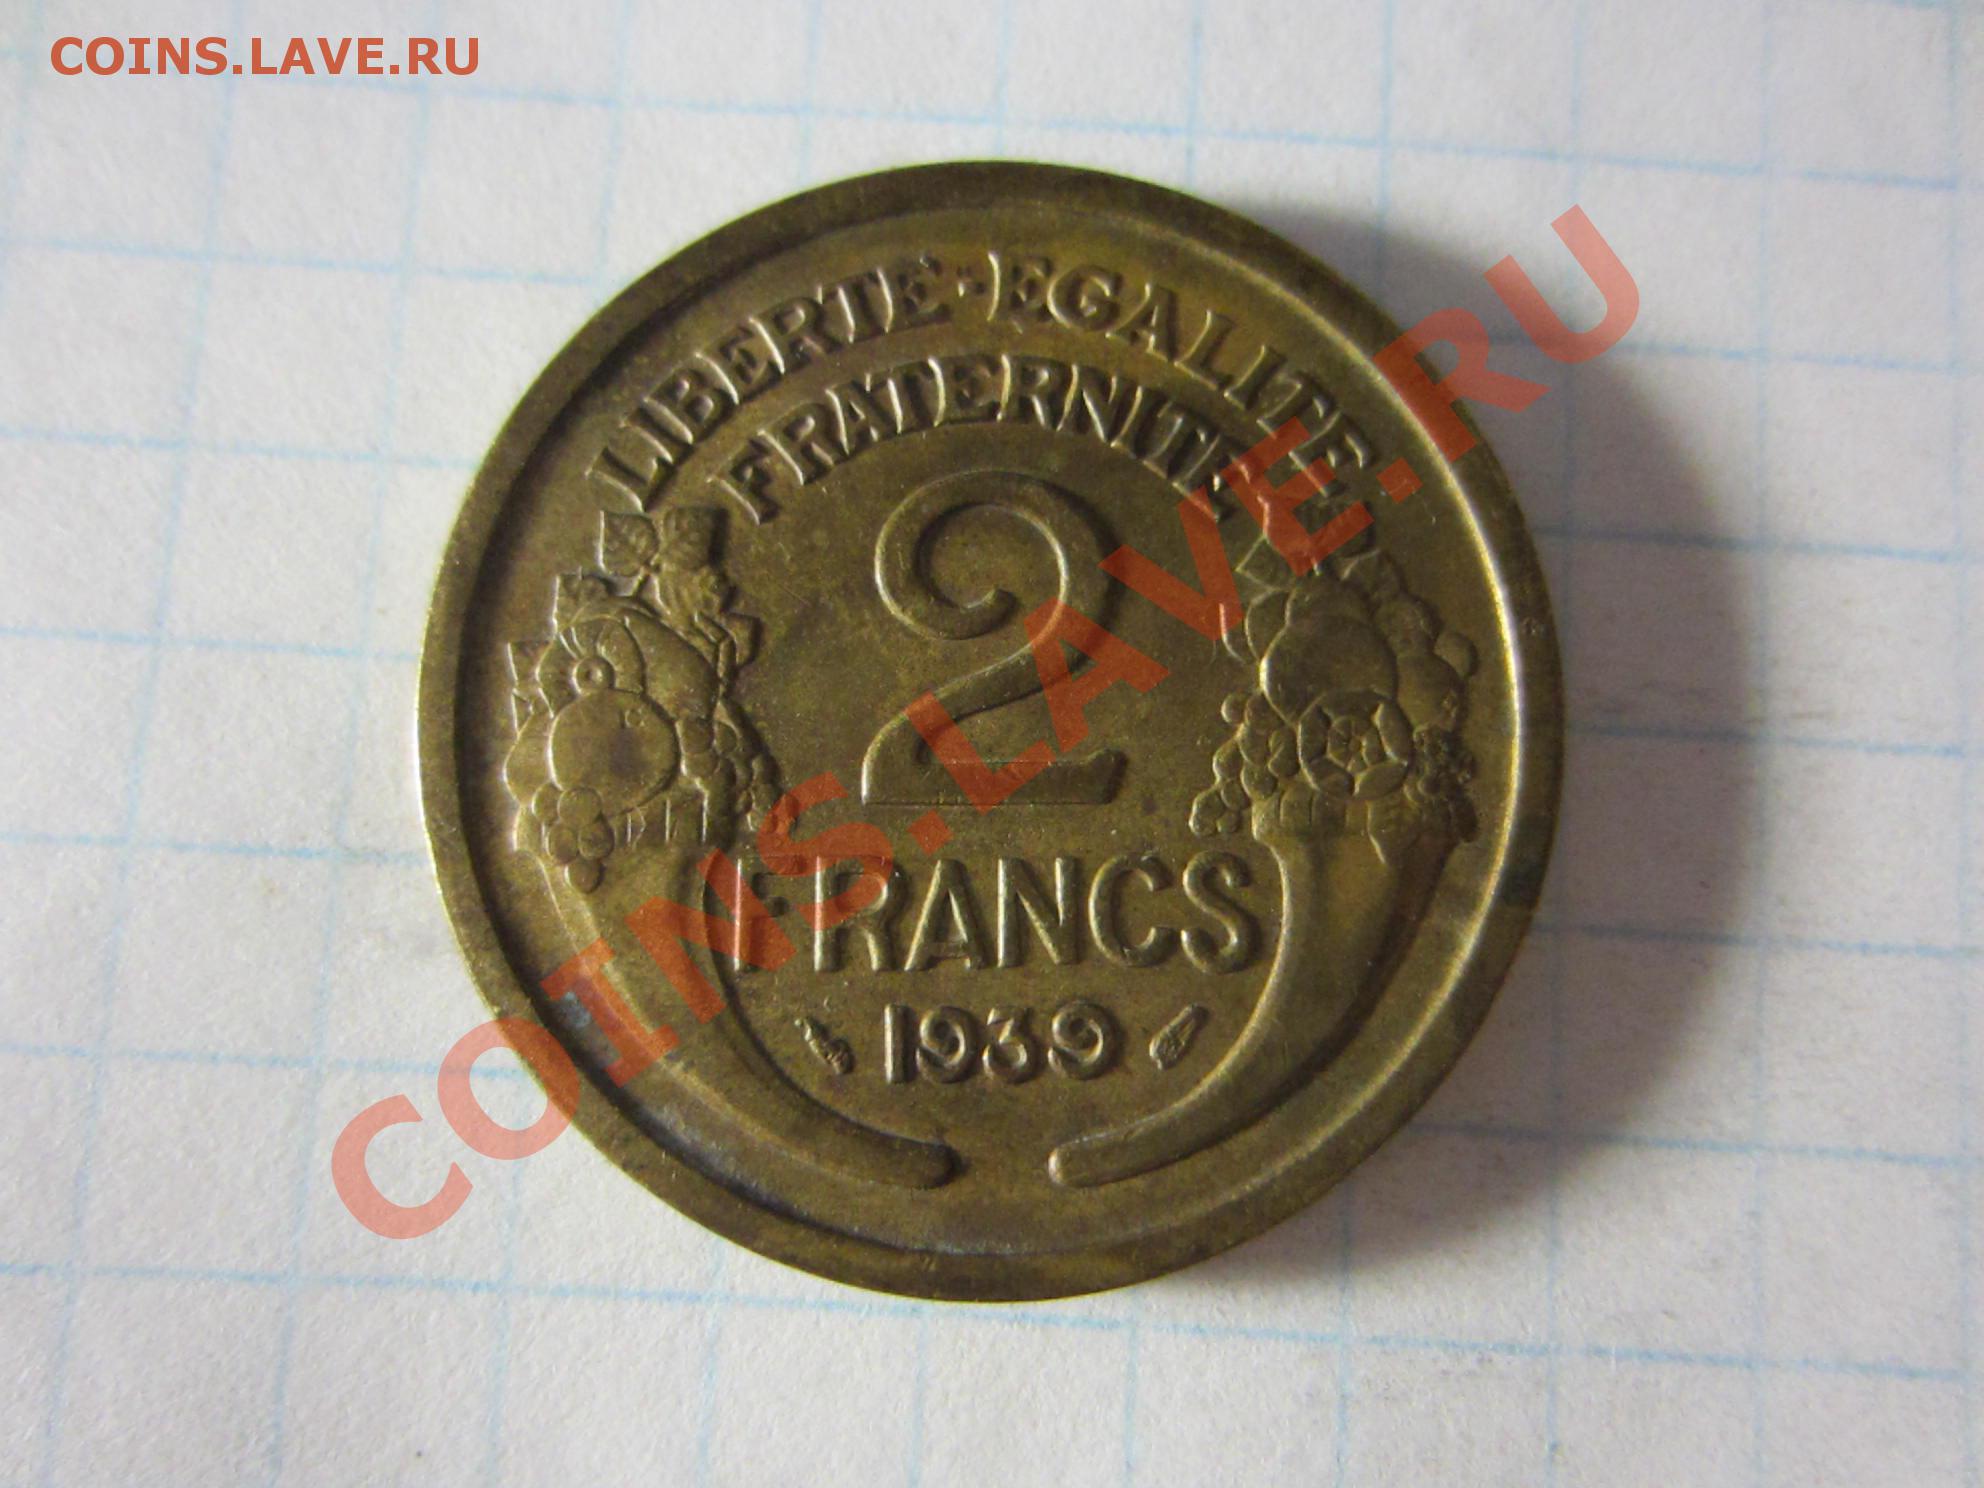 COINS.LAVE.RU
LIBERTE-EGALITE
FRATERNITE
2
FRANCS
1939
COINS.LAVE.RU